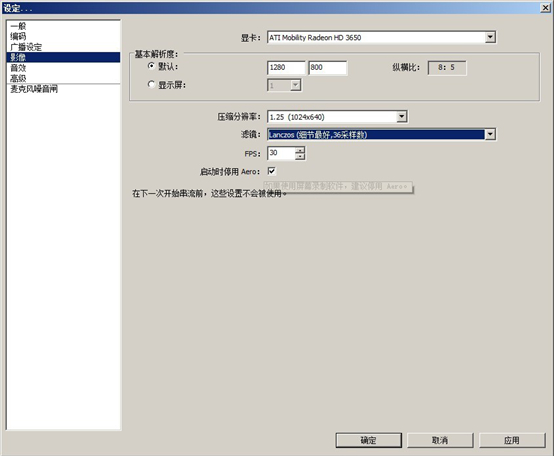 设定...
一般
编码
广播设定
影像
音效
高级
麦克风噪音闸
显卡: ATI Mobility Radeon HD 3650
基本解析度:
默认: 1280 800 纵横比: 8: 5
显示屏: 1
压缩分辨率: 1.25 (1024x640)
滤镜: Lanczos (细节最好,36采样数)
FPS: 30
启动时停用 Aero:
如果使用屏幕录制软件，建议停用 Aero。
在下一次开始串流前，这些设置不会被使用。
确定 取消 应用